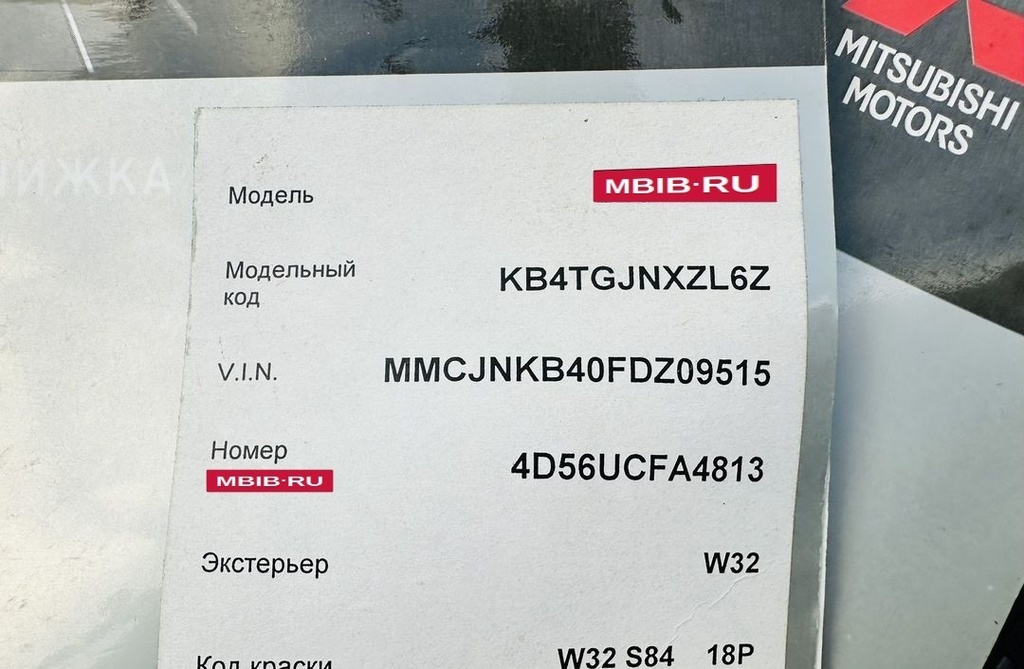 MITSUBISHI
MOTORS
НИЖКА
Модель MBIB-RU
Модельный
код KB4TGJNXZL6Z
V.I.N. MMCJNKB40FDZ09515
Номер
MBIB-RU 4D56UCFA4813
Экстерьер W32
Код краски W32 S84 18P